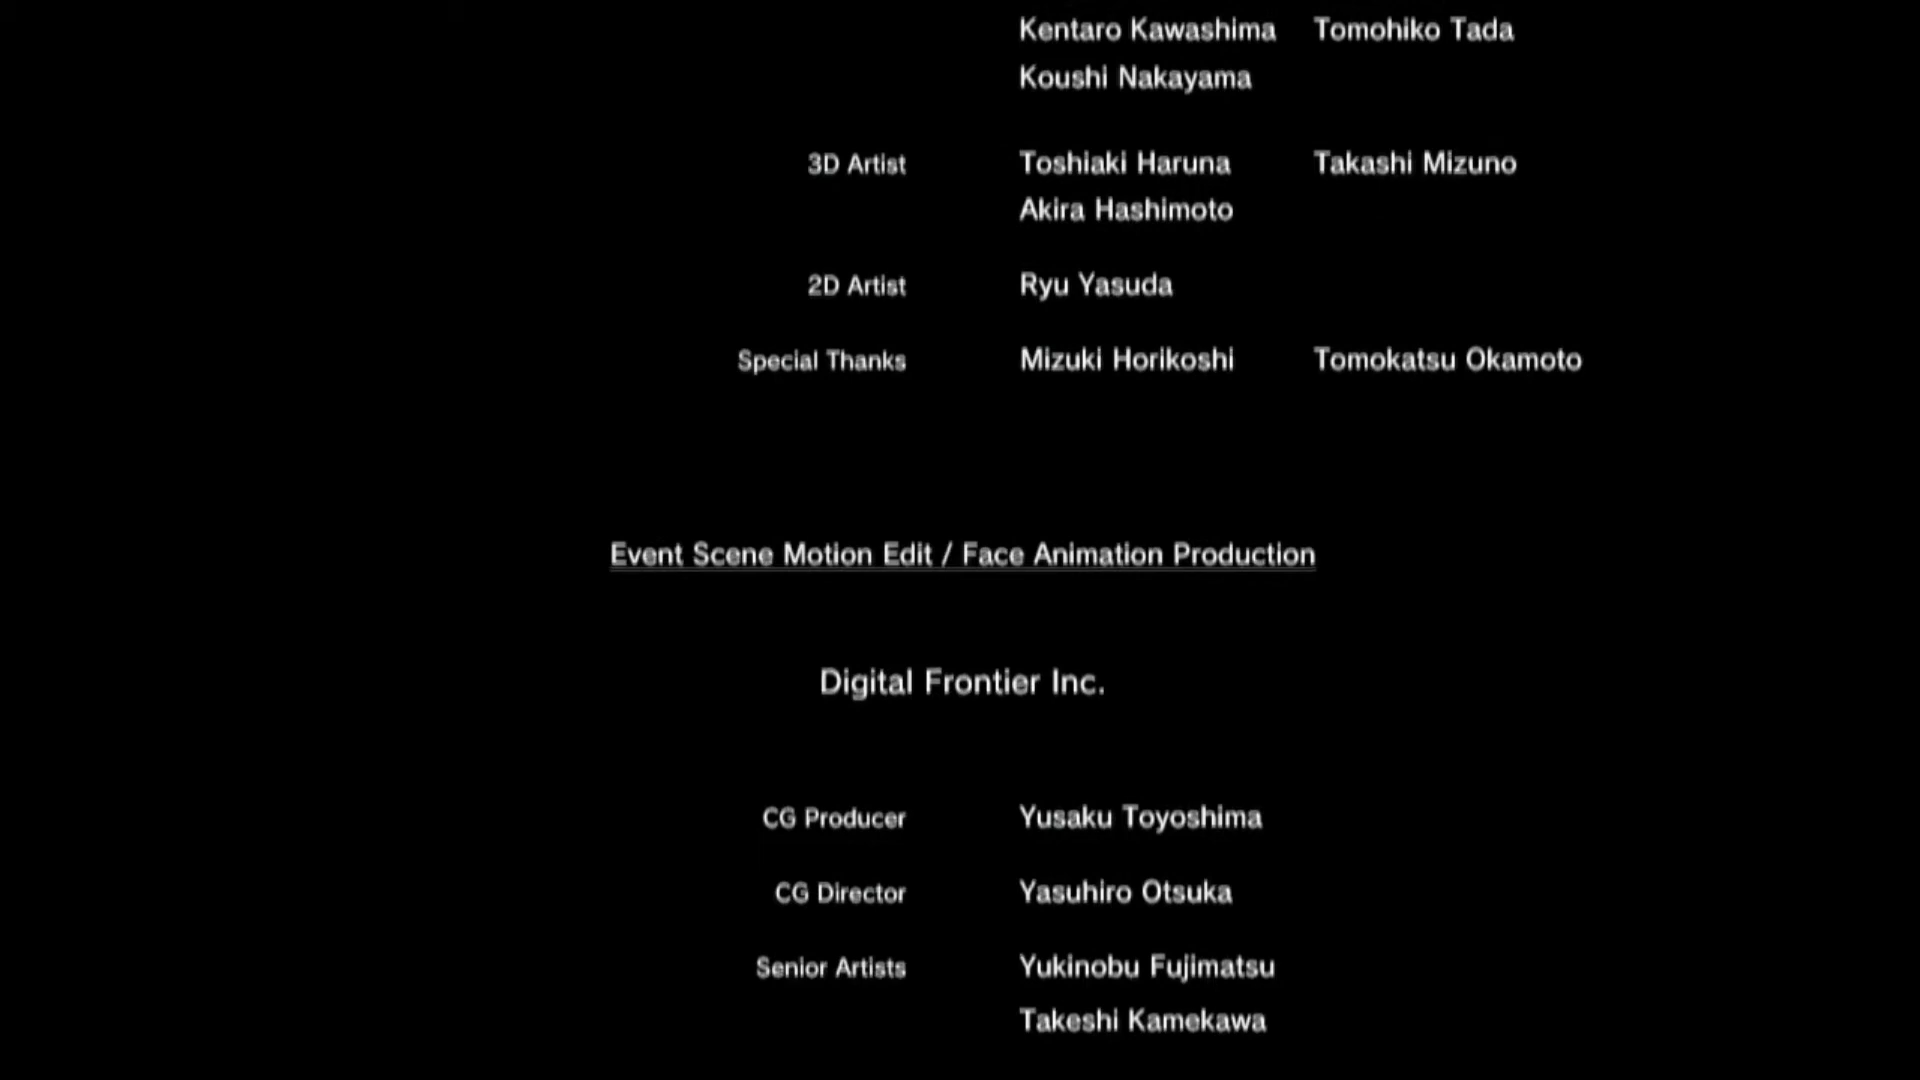 Kentaro Kawashima Tomohiko Tada
Koushi Nakayama
3D Artist Toshiaki Haruna Takashi Mizuno
Akira Hashimoto
2D Artist Ryu Yasuda
Special Thanks Mizuki Horikoshi Tomokatsu Okamoto
Event Scene Motion Edit / Face Animation Production
Digital Frontier Inc.
CG Producer Yusaku Toyoshima
CG Director Yasuhiro Otsuka
Senior Artists Yukinobu Fujimatsu
Takeshi Kamekawa